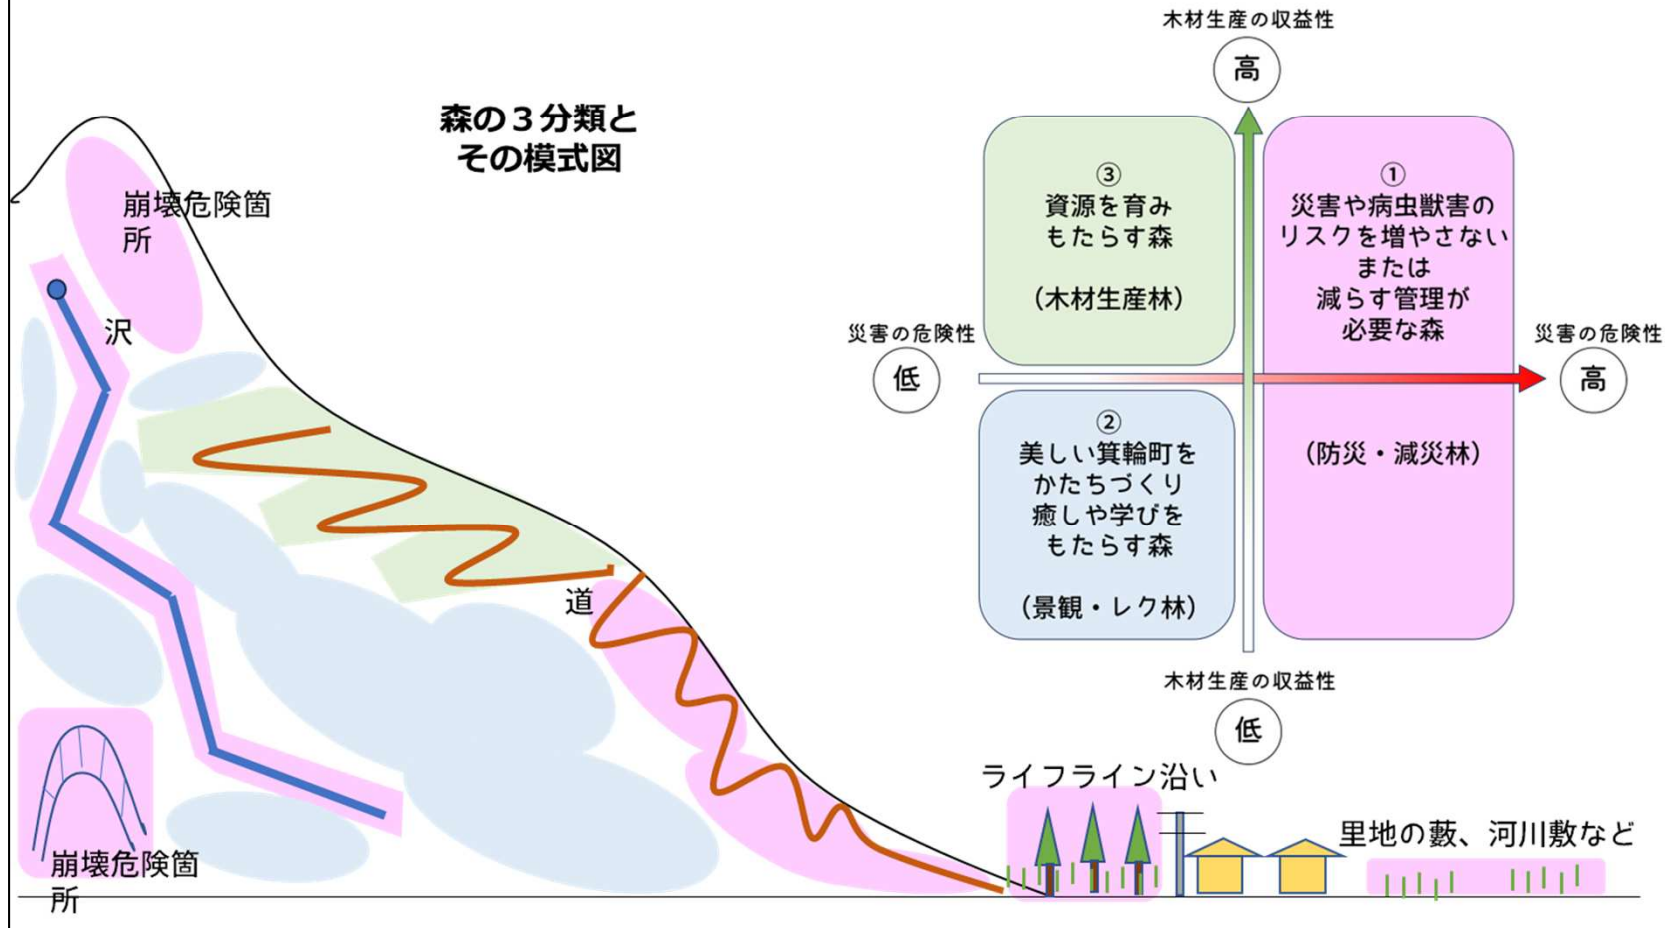 森の３分類と
その模式図
崩壊危険箇
所
沢
道
崩壊危険箇
所
木材生産の収益性
高
③
資源を育み
もたらす森
（木材生産林）
①
災害や病虫獣害の
リスクを増やさない
または
減らす管理が
必要な森
（防災・減災林）
災害の危険性
低
災害の危険性
高
②
美しい箕輪町を
かたちづくり
癒しや学びを
もたらす森
（景観・レク林）
木材生産の収益性
低
ライフライン沿い
里地の藪、河川敷など